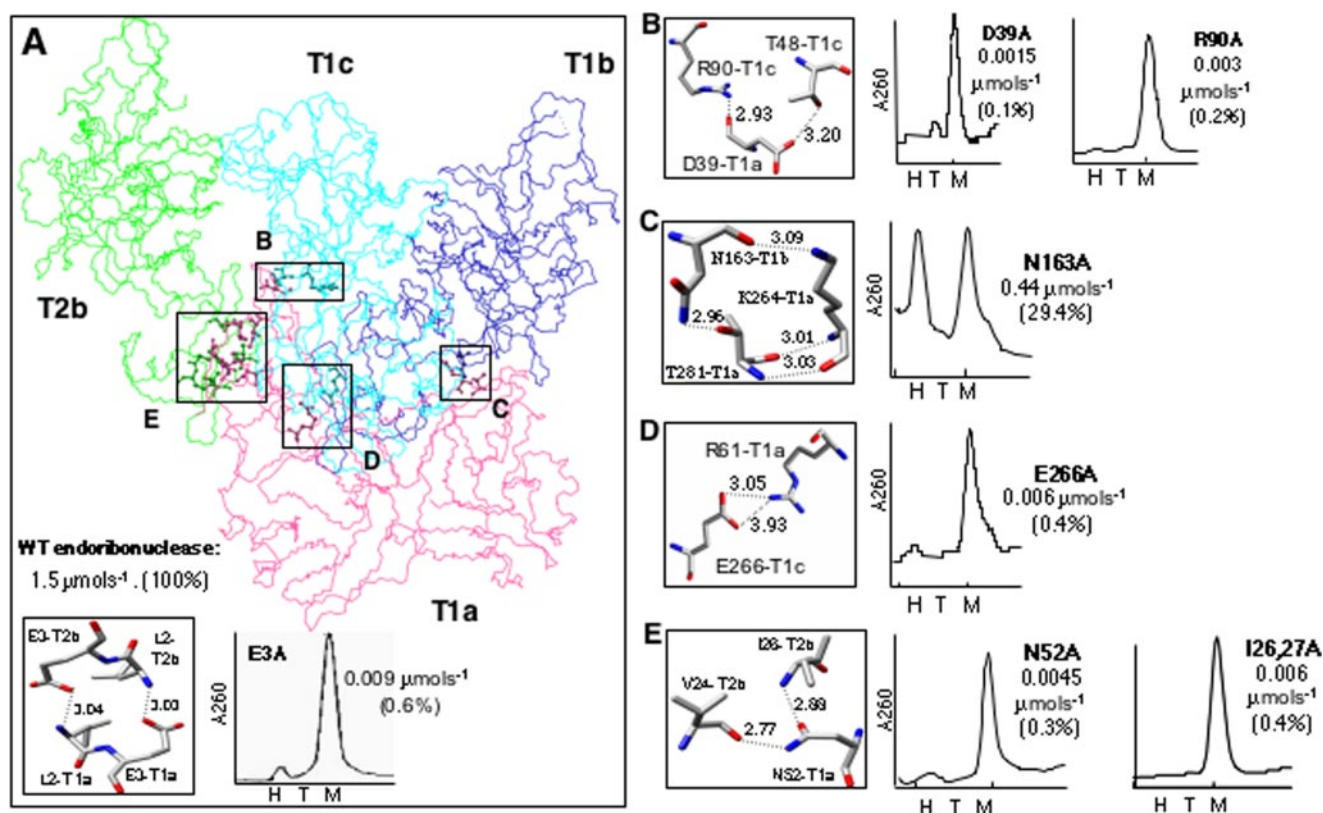 A
T1c
T1b
T2b
B
E
D
C
T1a
WT endoribonuclease:
1.5 µmols-1 . (100%)
E3-T2b
L2-
T2b
3.04
3.03
L2-T1a
E3-T1a
A260
E3A
0.009 µmols-1
(0.6%)
H T M
B
R90-T1c
T48-T1c
2.93
3.20
D39-T1a
A260
D39A
0.0015
µmols-1
(0.1%)
H T M
R90A
0.003
µmols-1
(0.2%)
H T M
C
3.09
N163-T1b
K264-T1a
2.96
3.01
3.03
T281-T1a
A260
N163A
0.44 µmols-1
(29.4%)
H T M
D
R61-T1a
3.05
3.93
E266-T1c
A260
E266A
0.006 µmols-1
(0.4%)
H T M
E
I26-T2b
V24-T2b
2.88
2.77
N52-T1a
A260
N52A
0.0045
µmols-1
(0.3%)
H T M
I26,27A
0.006
µmols-1
(0.4%)
H T M